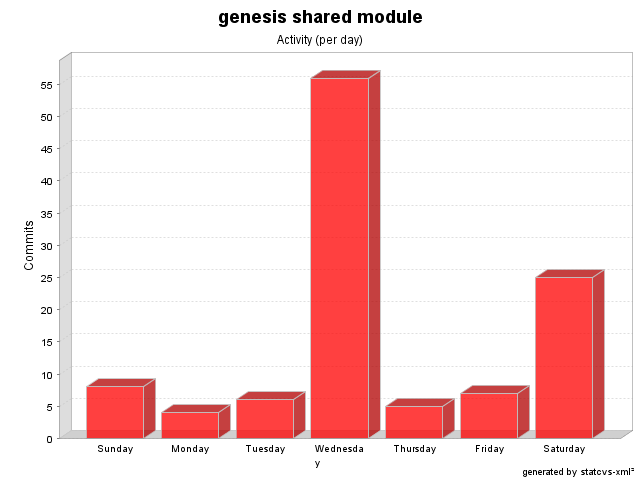 genesis shared module
Activity (per day)
Commits
55
50
45
40
35
30
25
20
15
10
5
0
Sunday
Monday
Tuesday
Wednesda
y
Thursday
Friday
Saturday
generated by statcvs-xml²